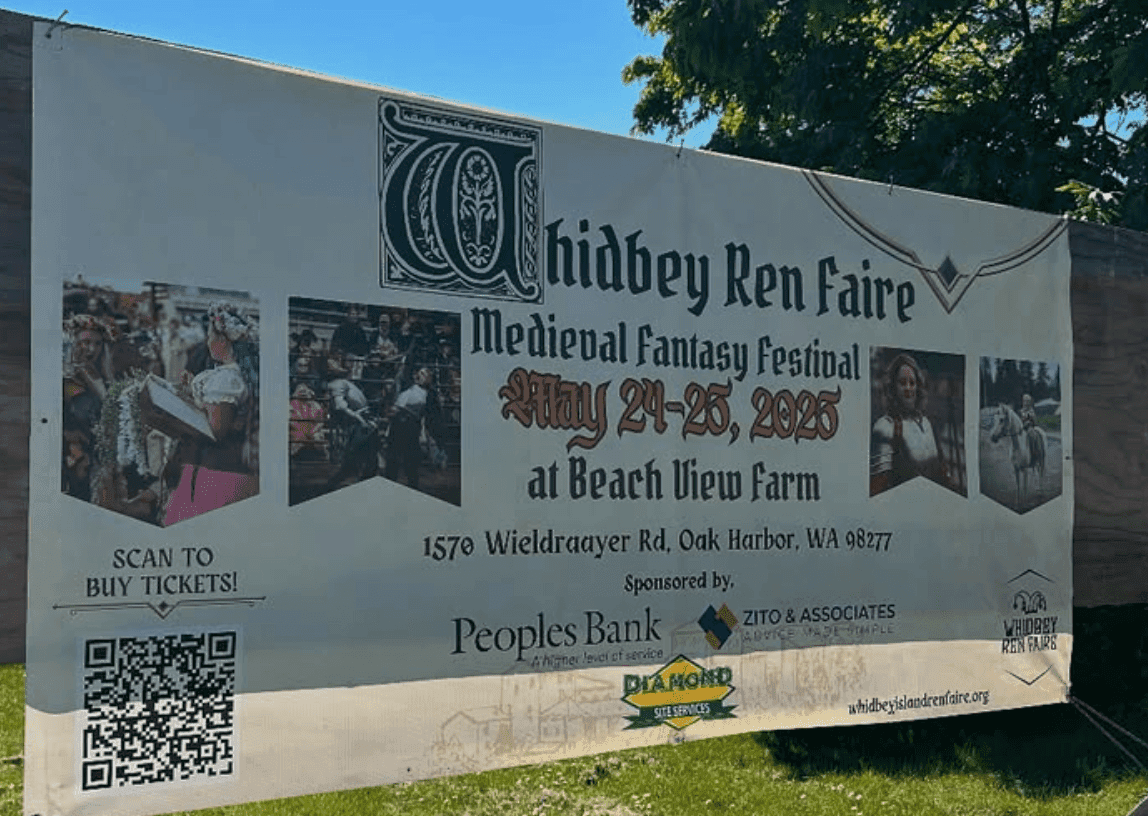 Whidbey Ren Faire
Medieval Fantasy Festival
May 24-25, 2025
at Beach View Farm
1570 Wieldraayer Rd, Oak Harbor, WA 98277
SCAN TO
BUY TICKETS!
Sponsored by,
Peoples Bank
A higher level of service
ZITO & ASSOCIATES
ADVICE MADE SIMPLE
DIAMOND
SITE SERVICES
WHIDBEY
REN FAIRE
whidbeyislandrenfaire.org